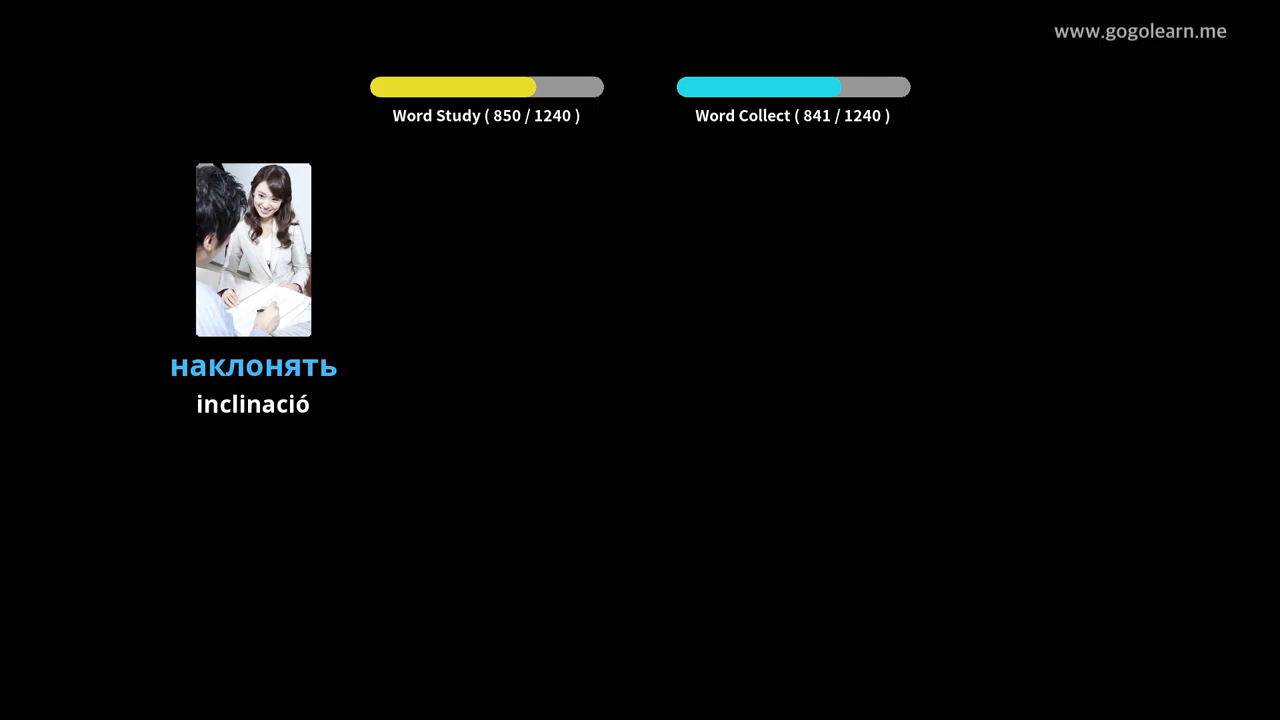 www.gogolearn.me
Word Study ( 850 / 1240 )
Word Collect ( 841 / 1240 )
наклонять
inclinació